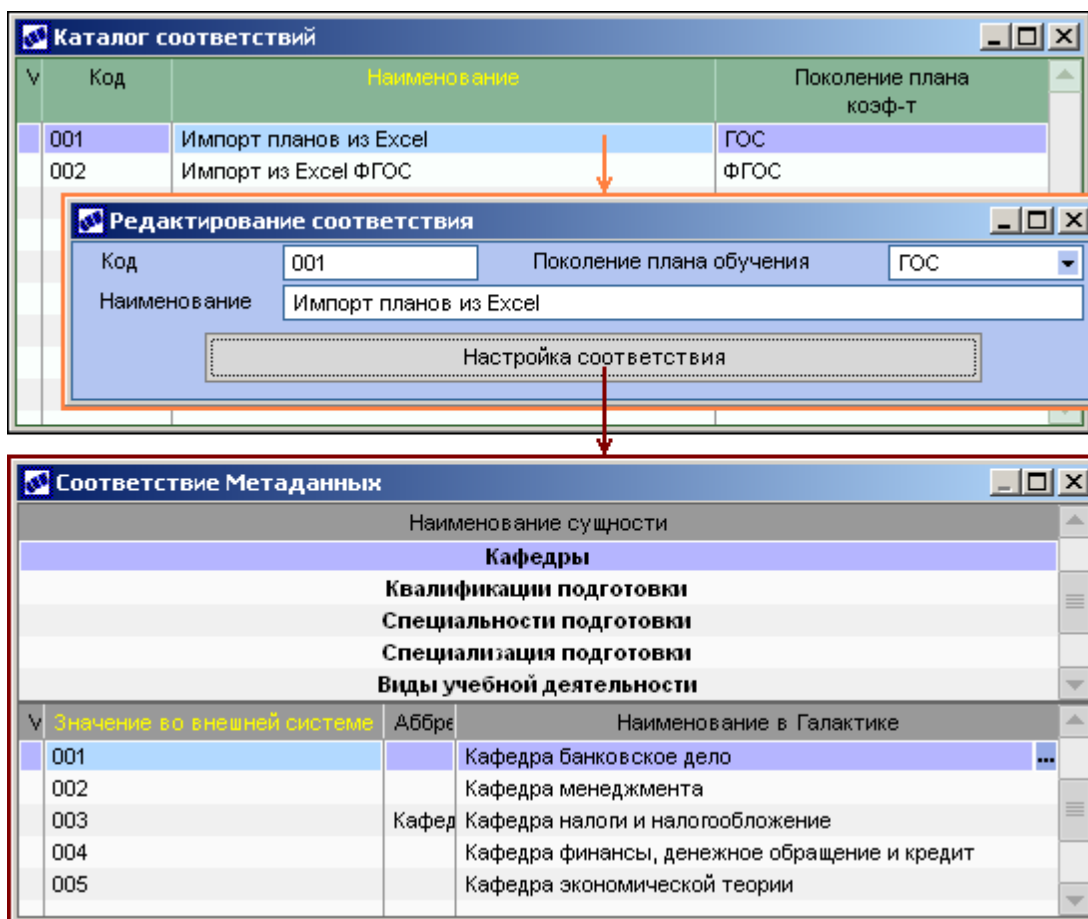 Каталог соответствий
V Код Наименование Поколение плана
коэф-т
001 Импорт планов из Excel ГОС
002 Импорт из Excel ФГОС ФГОС
Редактирование соответствия
Код 001 Поколение плана обучения ГОС
Наименование Импорт планов из Excel
Настройка соответствия
Соответствие Метаданных
Наименование сущности
Кафедры
Квалификации подготовки
Специальности подготовки
Специализация подготовки
Виды учебной деятельности
V Значение во внешней системе Аббре Наименование в Галактике
001 Кафедра банковское дело ...
002 Кафедра менеджмента
003 Кафед Кафедра налоги и налогообложение
004 Кафедра финансы, денежное обращение и кредит
005 Кафедра экономической теории